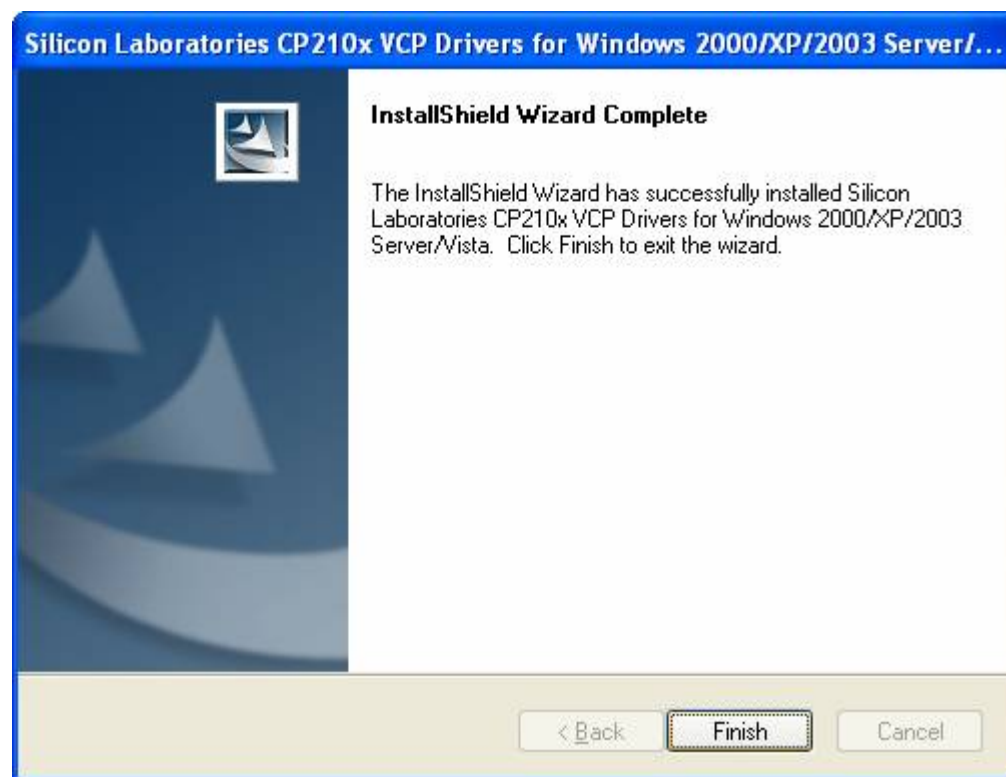 Silicon Laboratories CP210x VCP Drivers for Windows 2000/XP/2003 Server/...
InstallShield Wizard Complete
The InstallShield Wizard has successfully installed Silicon
Laboratories CP210x VCP Drivers for Windows 2000/XP/2003
Server/Vista.  Click Finish to exit the wizard.
< Back
Finish
Cancel